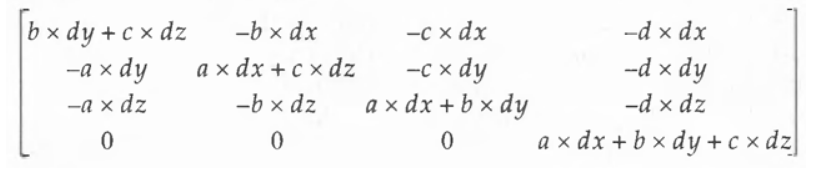 b × dy + c × dz -b × dx -c × dx -d × dx
-a × dy a × dx + c × dz -c × dy -d × dy
-a × dz -b × dz a × dx + b × dy -d × dz
0 0 0 a × dx + b × dy + c × dz